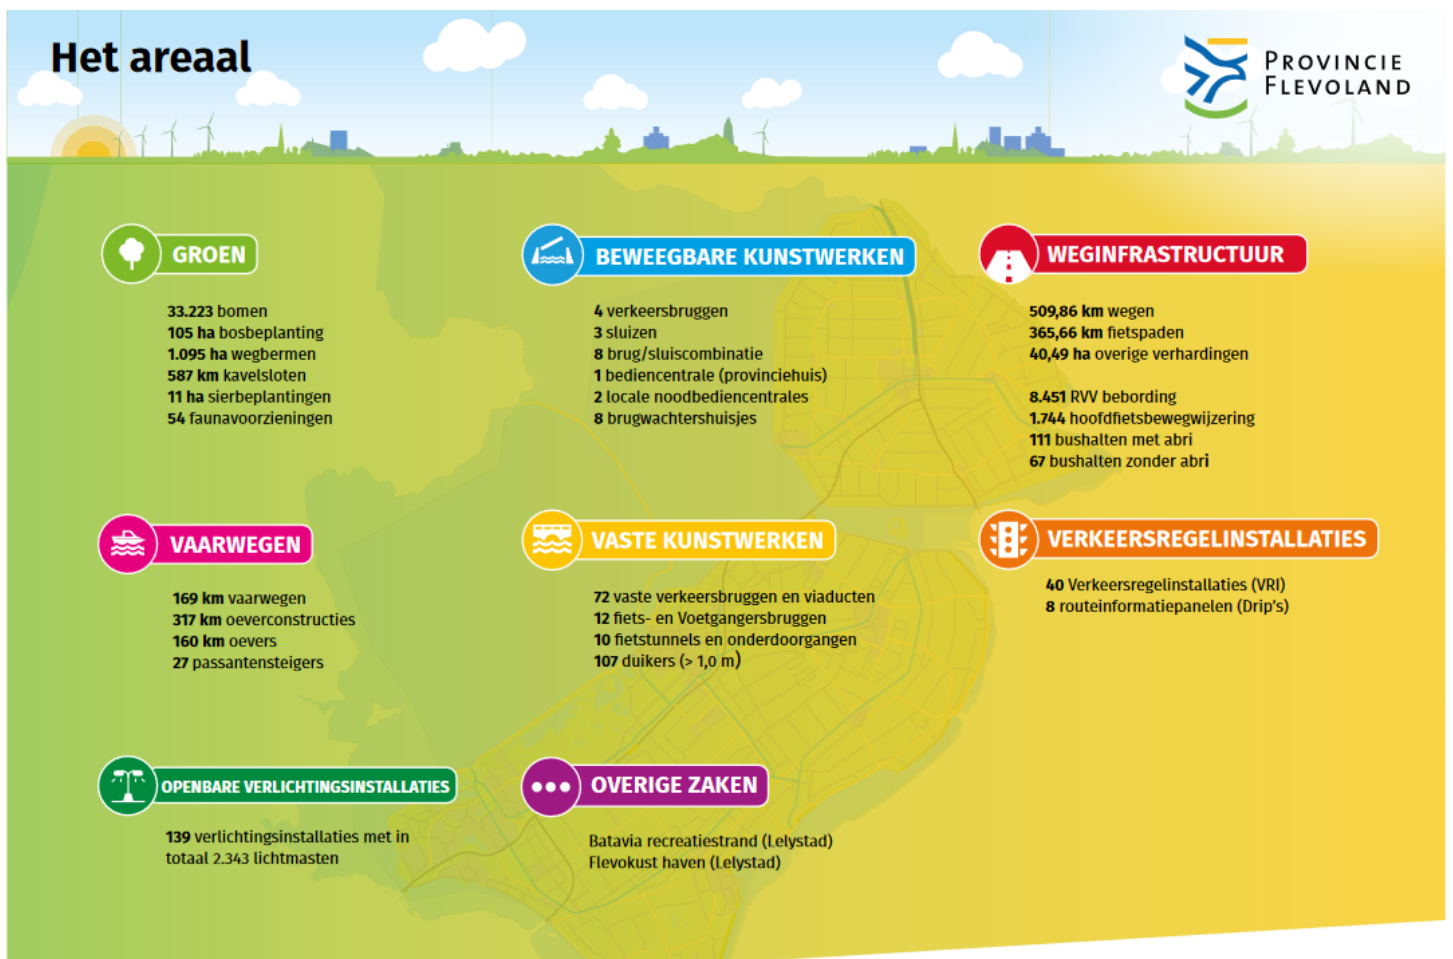 Het areaal
PROVINCIE
FLEVOLAND
GROEN
33.223 bomen
105 ha bosbeplanting
1.095 ha wegbermen
587 km kavelsloten
11 ha sierbeplantingen
54 faunavoorzieningen
BEWEEGBARE KUNSTWERKEN
4 verkeersbruggen
3 sluizen
8 brug/sluiscombinatie
1 bediencentrale (provinciehuis)
2 locale noodbediencentrales
8 brugwachtershuisjes
WEGINFRASTRUCTUUR
509,86 km wegen
365,66 km fietspaden
40,49 ha overige verhardingen
8.451 RVV bebording
1.744 hoofdfietsbewegwijzering
111 bushalten met abri
67 bushalten zonder abri
VAARWEGEN
169 km vaarwegen
317 km oeverconstructies
160 km oevers
27 passantensteigers
VASTE KUNSTWERKEN
72 vaste verkeersbruggen en viaducten
12 fiets- en Voetgangersbruggen
10 fietstunnels en onderdoorgangen
107 duikers (> 1,0 m)
VERKEERSREGELINSTALLATIES
40 Verkeersregelinstallaties (VRI)
8 routeinformatiepanelen (Drip's)
OPENBARE VERLICHTINGSINSTALLATIES
139 verlichtingsinstallaties met in
totaal 2.343 lichtmasten
OVERIGE ZAKEN
Batavia recreatiestrand (Lelystad)
Flevokust haven (Lelystad)